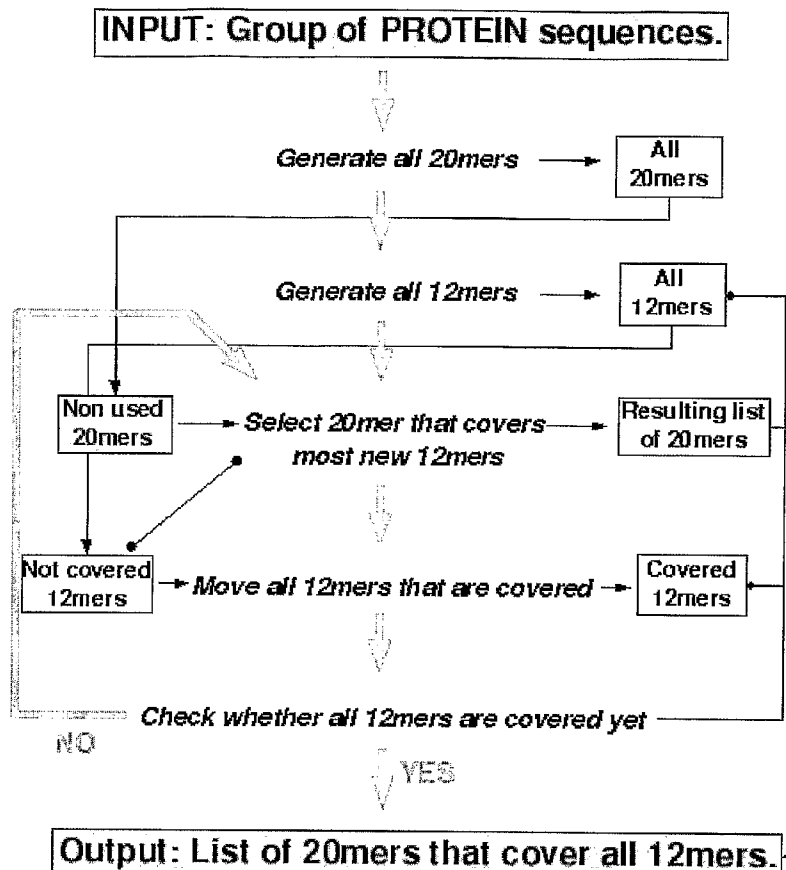 INPUT: Group of PROTEIN sequences.
Generate all 20mers
All
20mers
Generate all 12mers
All
12mers
Non used
20mers
Select 20mer that covers
most new 12mers
Resulting list
of 20mers
Not covered
12mers
Move all 12mers that are covered
Covered
12mers
Check whether all 12mers are covered yet
NO
YES
Output: List of 20mers that cover all 12mers.